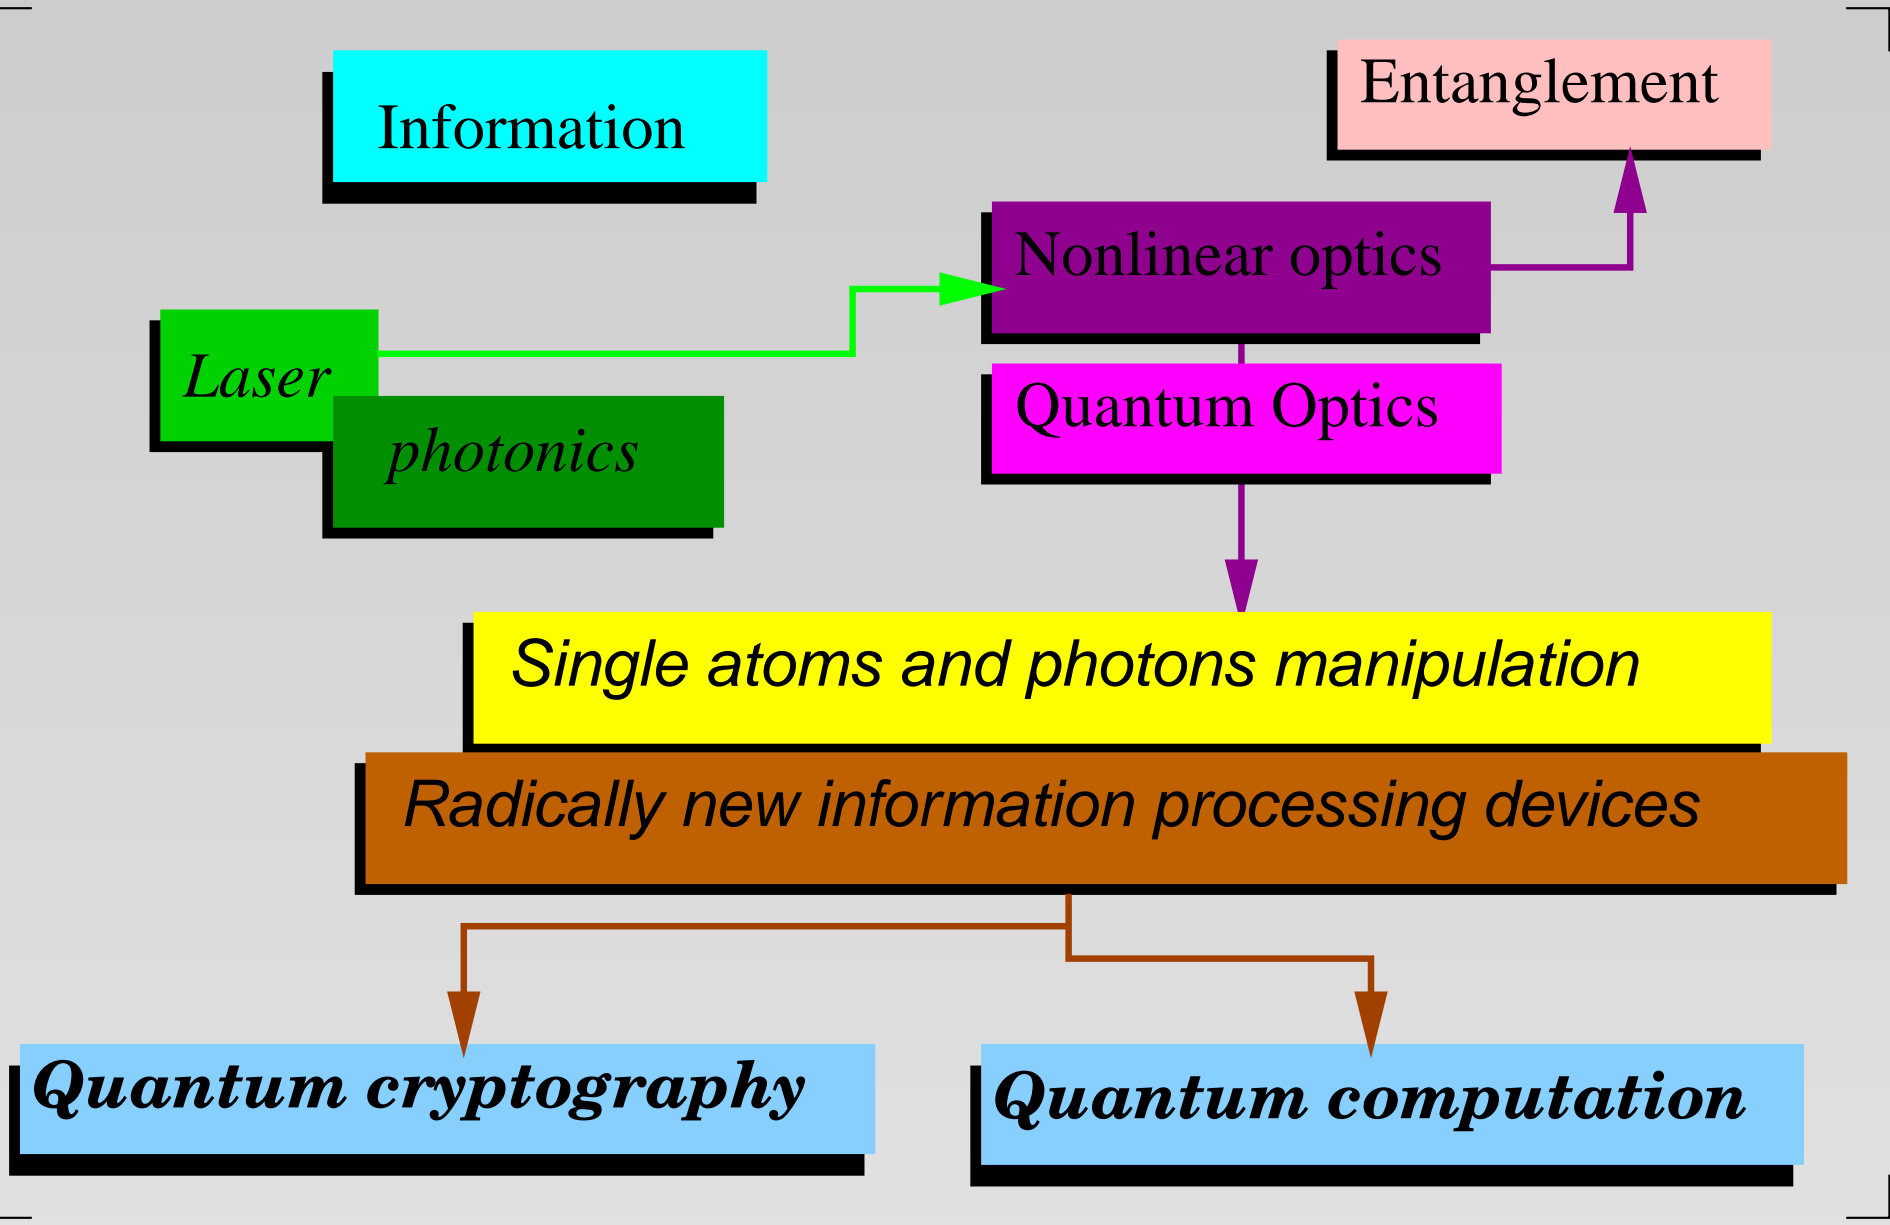 Information
Entanglement
Nonlinear optics
Laser
photonics
Quantum Optics
Single atoms and photons manipulation
Radically new information processing devices
Quantum cryptography
Quantum computation